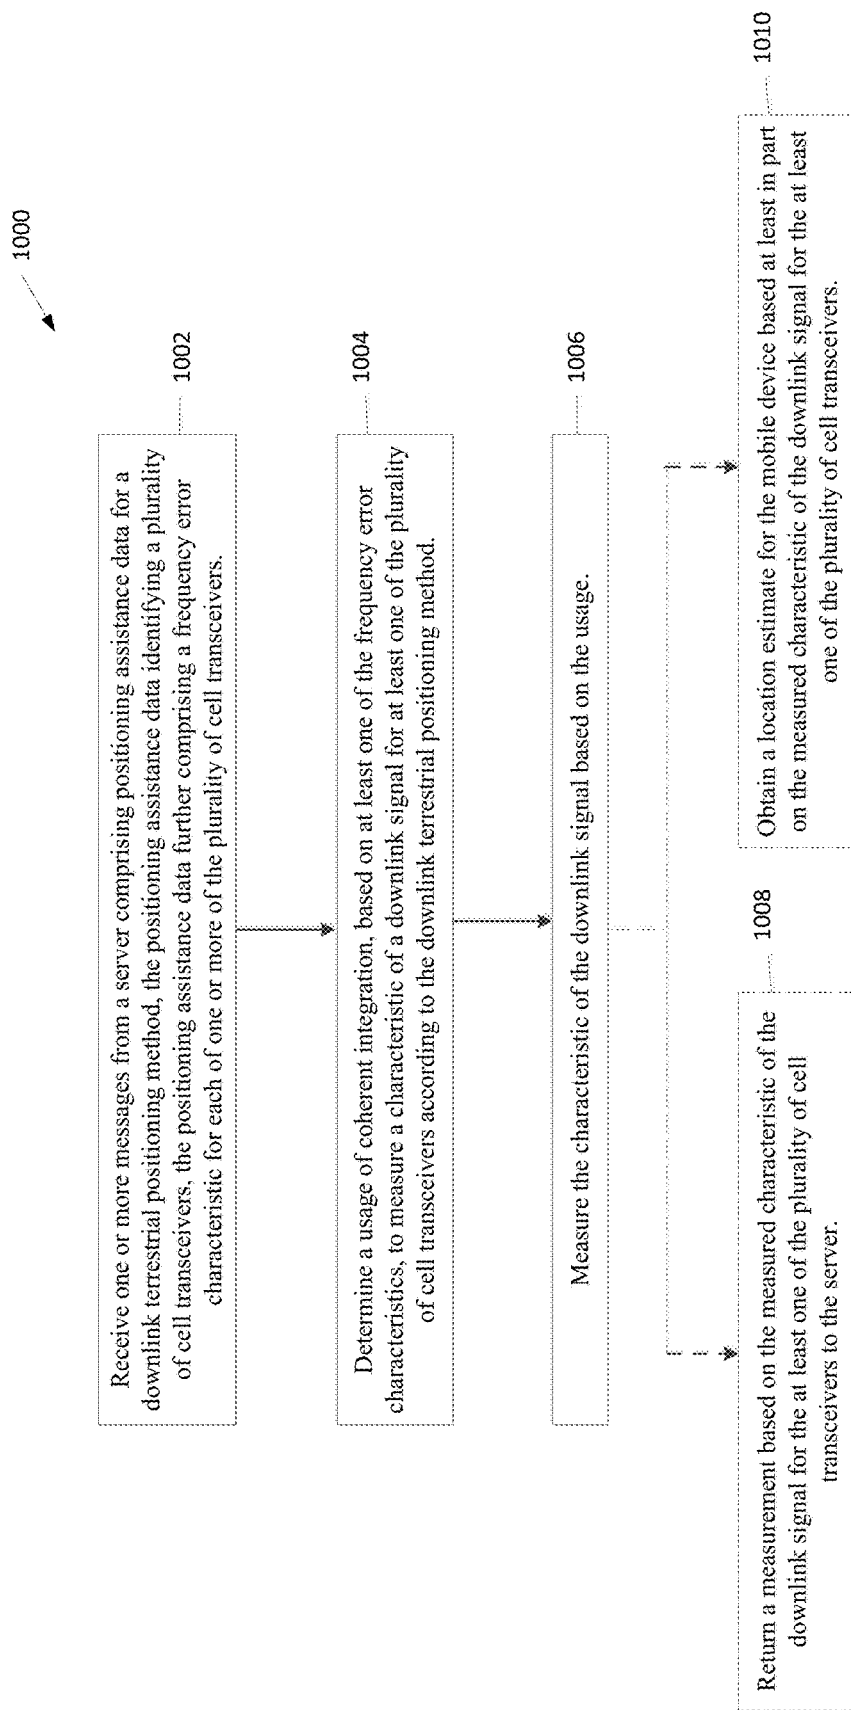 1000
Receive one or more messages from a server comprising positioning assistance data for a
downlink terrestrial positioning method, the positioning assistance data identifying a plurality
of cell transceivers, the positioning assistance data further comprising a frequency error
characteristic for each of one or more of the plurality of cell transceivers.
1002
Determine a usage of coherent integration, based on at least one of the frequency error
characteristics, to measure a characteristic of a downlink signal for at least one of the plurality
of cell transceivers according to the downlink terrestrial positioning method.
1004
Measure the characteristic of the downlink signal based on the usage.
1006
Return a measurement based on the measured characteristic of the
downlink signal for the at least one of the plurality of cell
transceivers to the server.
1008
Obtain a location estimate for the mobile device based at least in part
on the measured characteristic of the downlink signal for the at least
one of the plurality of cell transceivers.
1010